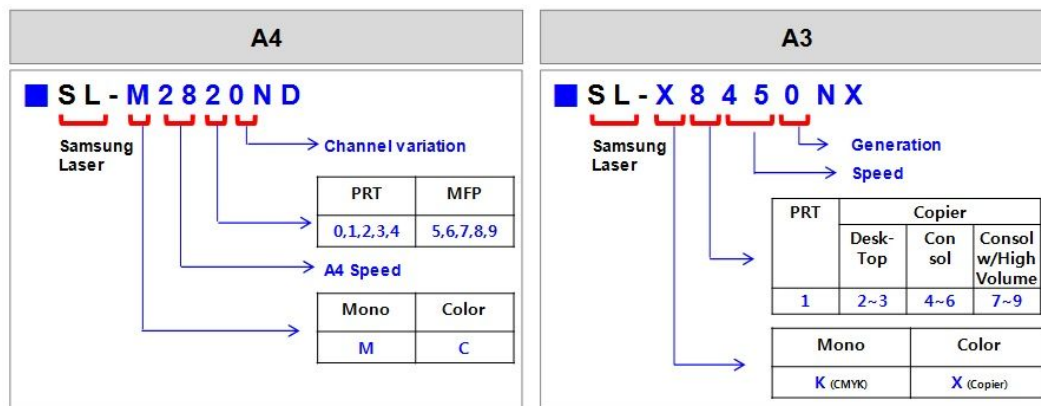 A4
■ SL-M2820ND
Samsung
Laser
Channel variation
PRT MFP
0,1,2,3,4 5,6,7,8,9
A4 Speed
Mono Color
M C
A3
■ SL-X8450NX
Samsung
Laser
Generation
Speed
PRT Copier
Desk-
Top
Con
sol
Consol
w/High
Volume
1 2~3 4~6 7~9
Mono Color
K (CMYK) X (Copier)